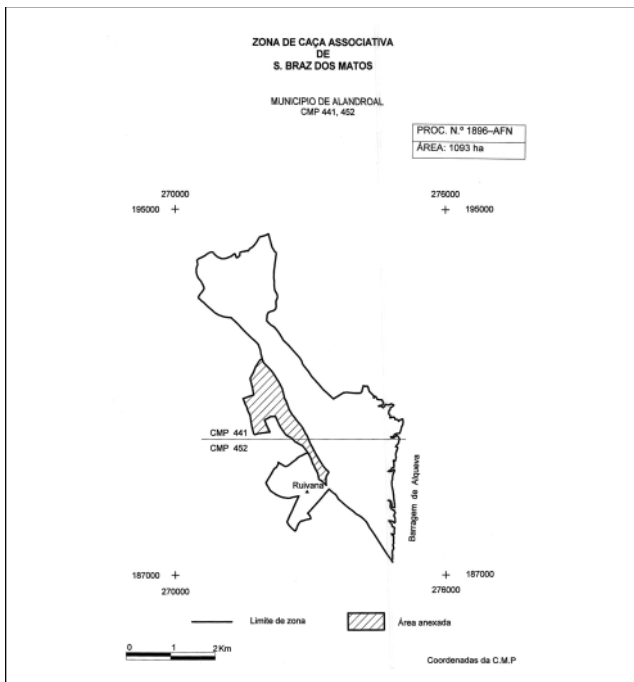 ZONA DE CAÇA ASSOCIATIVA
DE
S. BRAZ DOS MATOS
MUNICIPIO DE ALANDROAL
CMP 441, 452
PROC. N.º 1896–AFN
ÁREA: 1093 ha
270000
276000
195000
195000
CMP 441
CMP 452
Ruivana
Barragem de Alqueva
187000
187000
270000
276000
Limite de zona
Área anexada
0 1 2 Km
Coordenadas da C.M.P